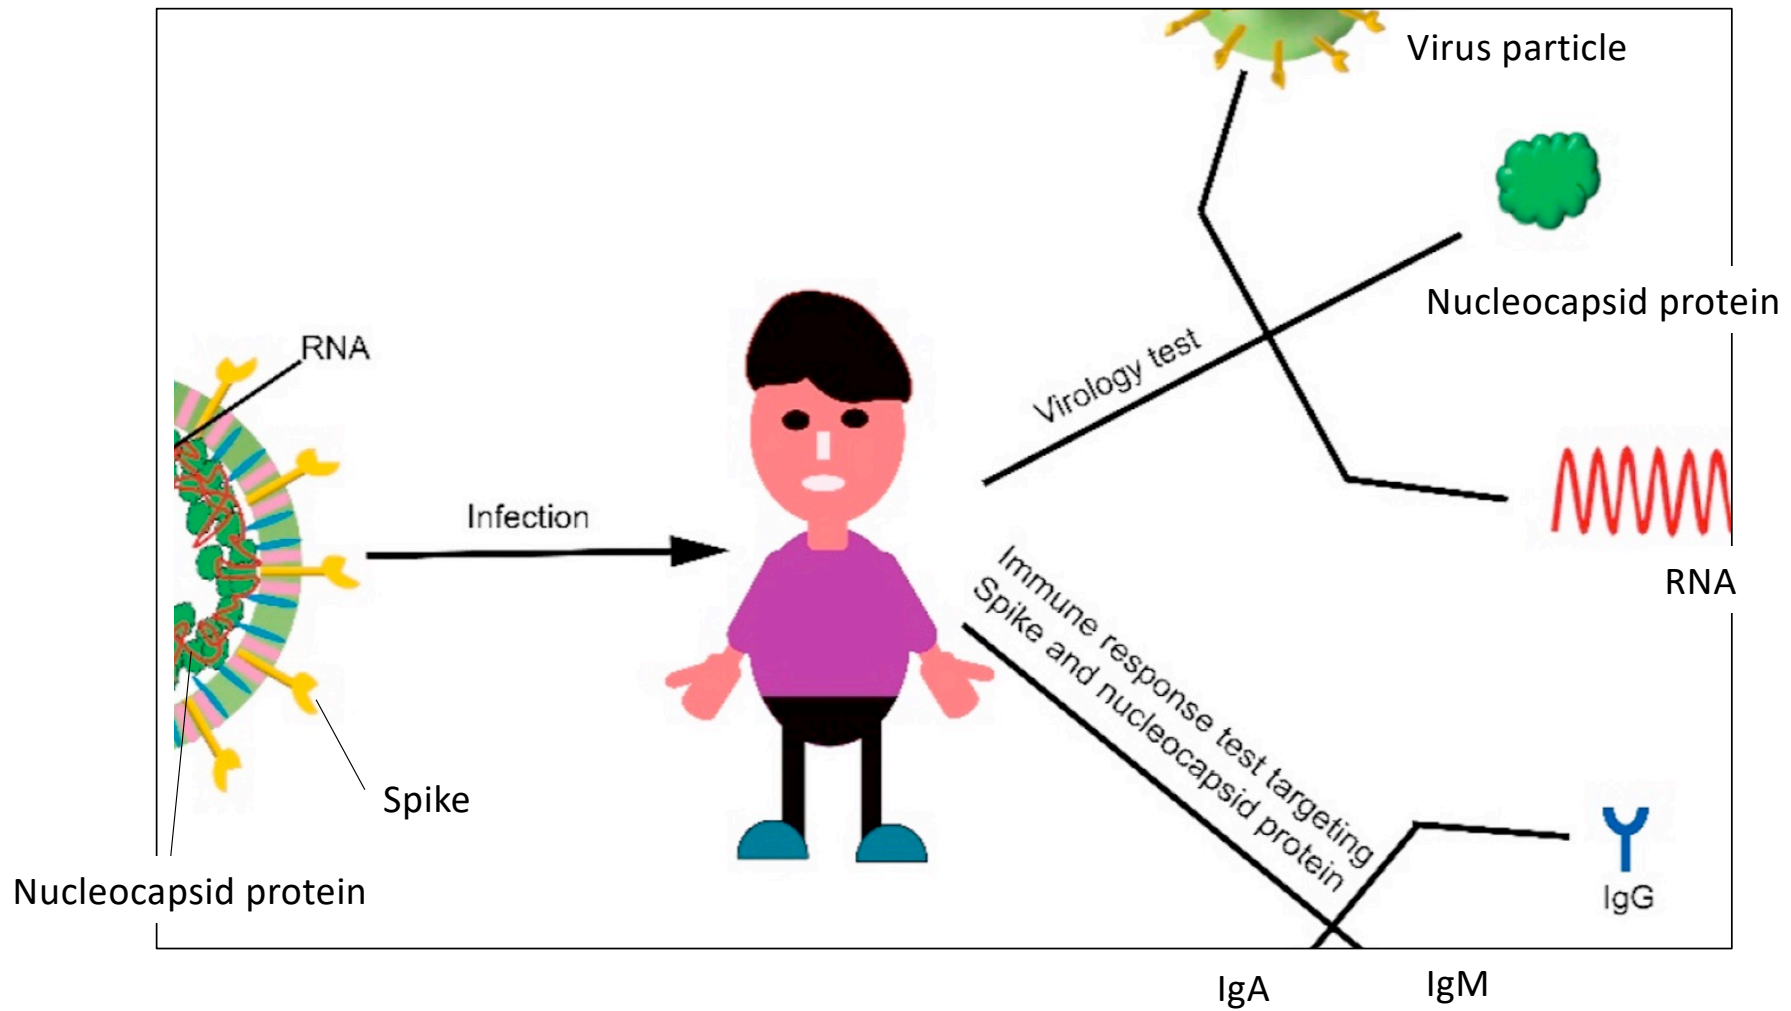 Virus particle
Nucleocapsid protein
Virology test
RNA
RNA
Infection
Immune response test targeting
Spike and nucleocapsid protein
Spike
Nucleocapsid protein
IgG
IgA
IgM